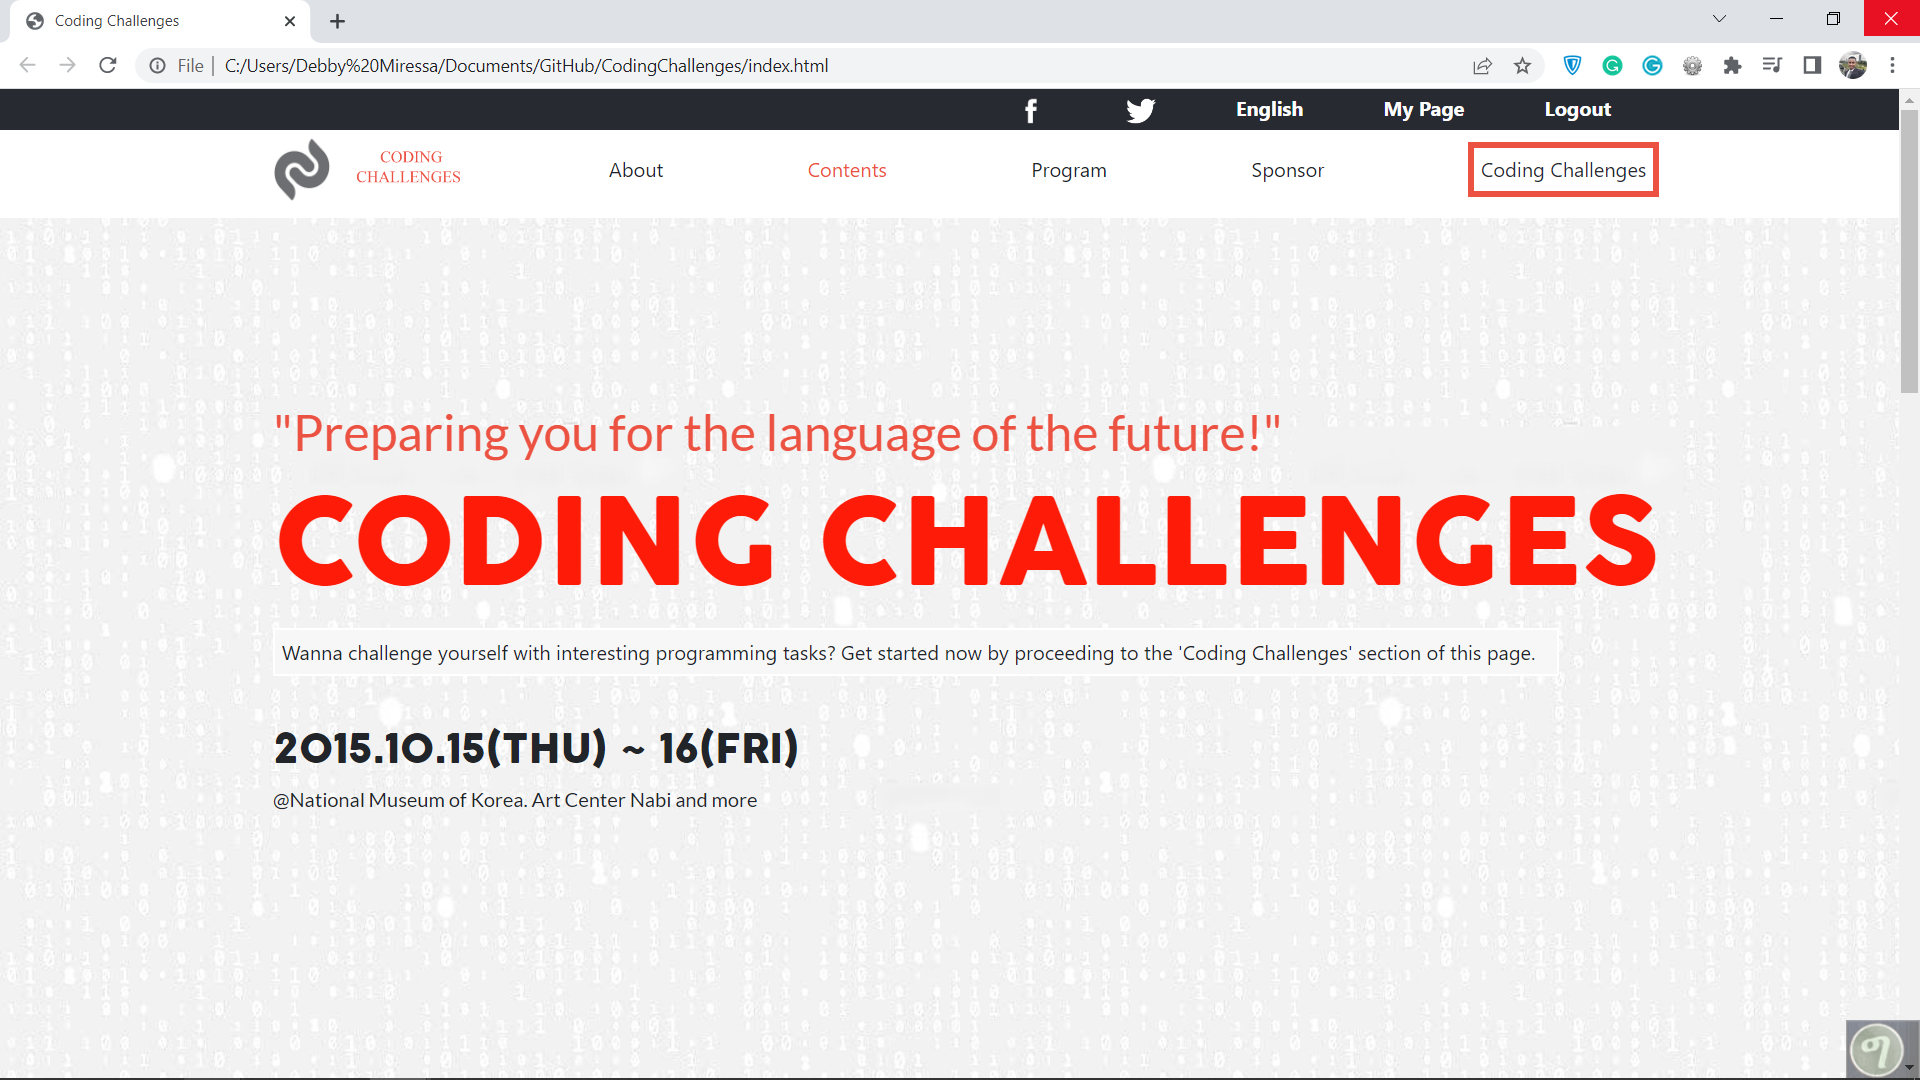 Coding Challenges
File | C:/Users/Debby%20Miressa/Documents/GitHub/CodingChallenges/index.html
English My Page Logout
CODING
CHALLENGES
About Contents Program Sponsor Coding Challenges
"Preparing you for the language of the future!"
CODING CHALLENGES
Wanna challenge yourself with interesting programming tasks? Get started now by proceeding to the 'Coding Challenges' section of this page.
2015.10.15(THU) ~ 16(FRI)
@National Museum of Korea. Art Center Nabi and more